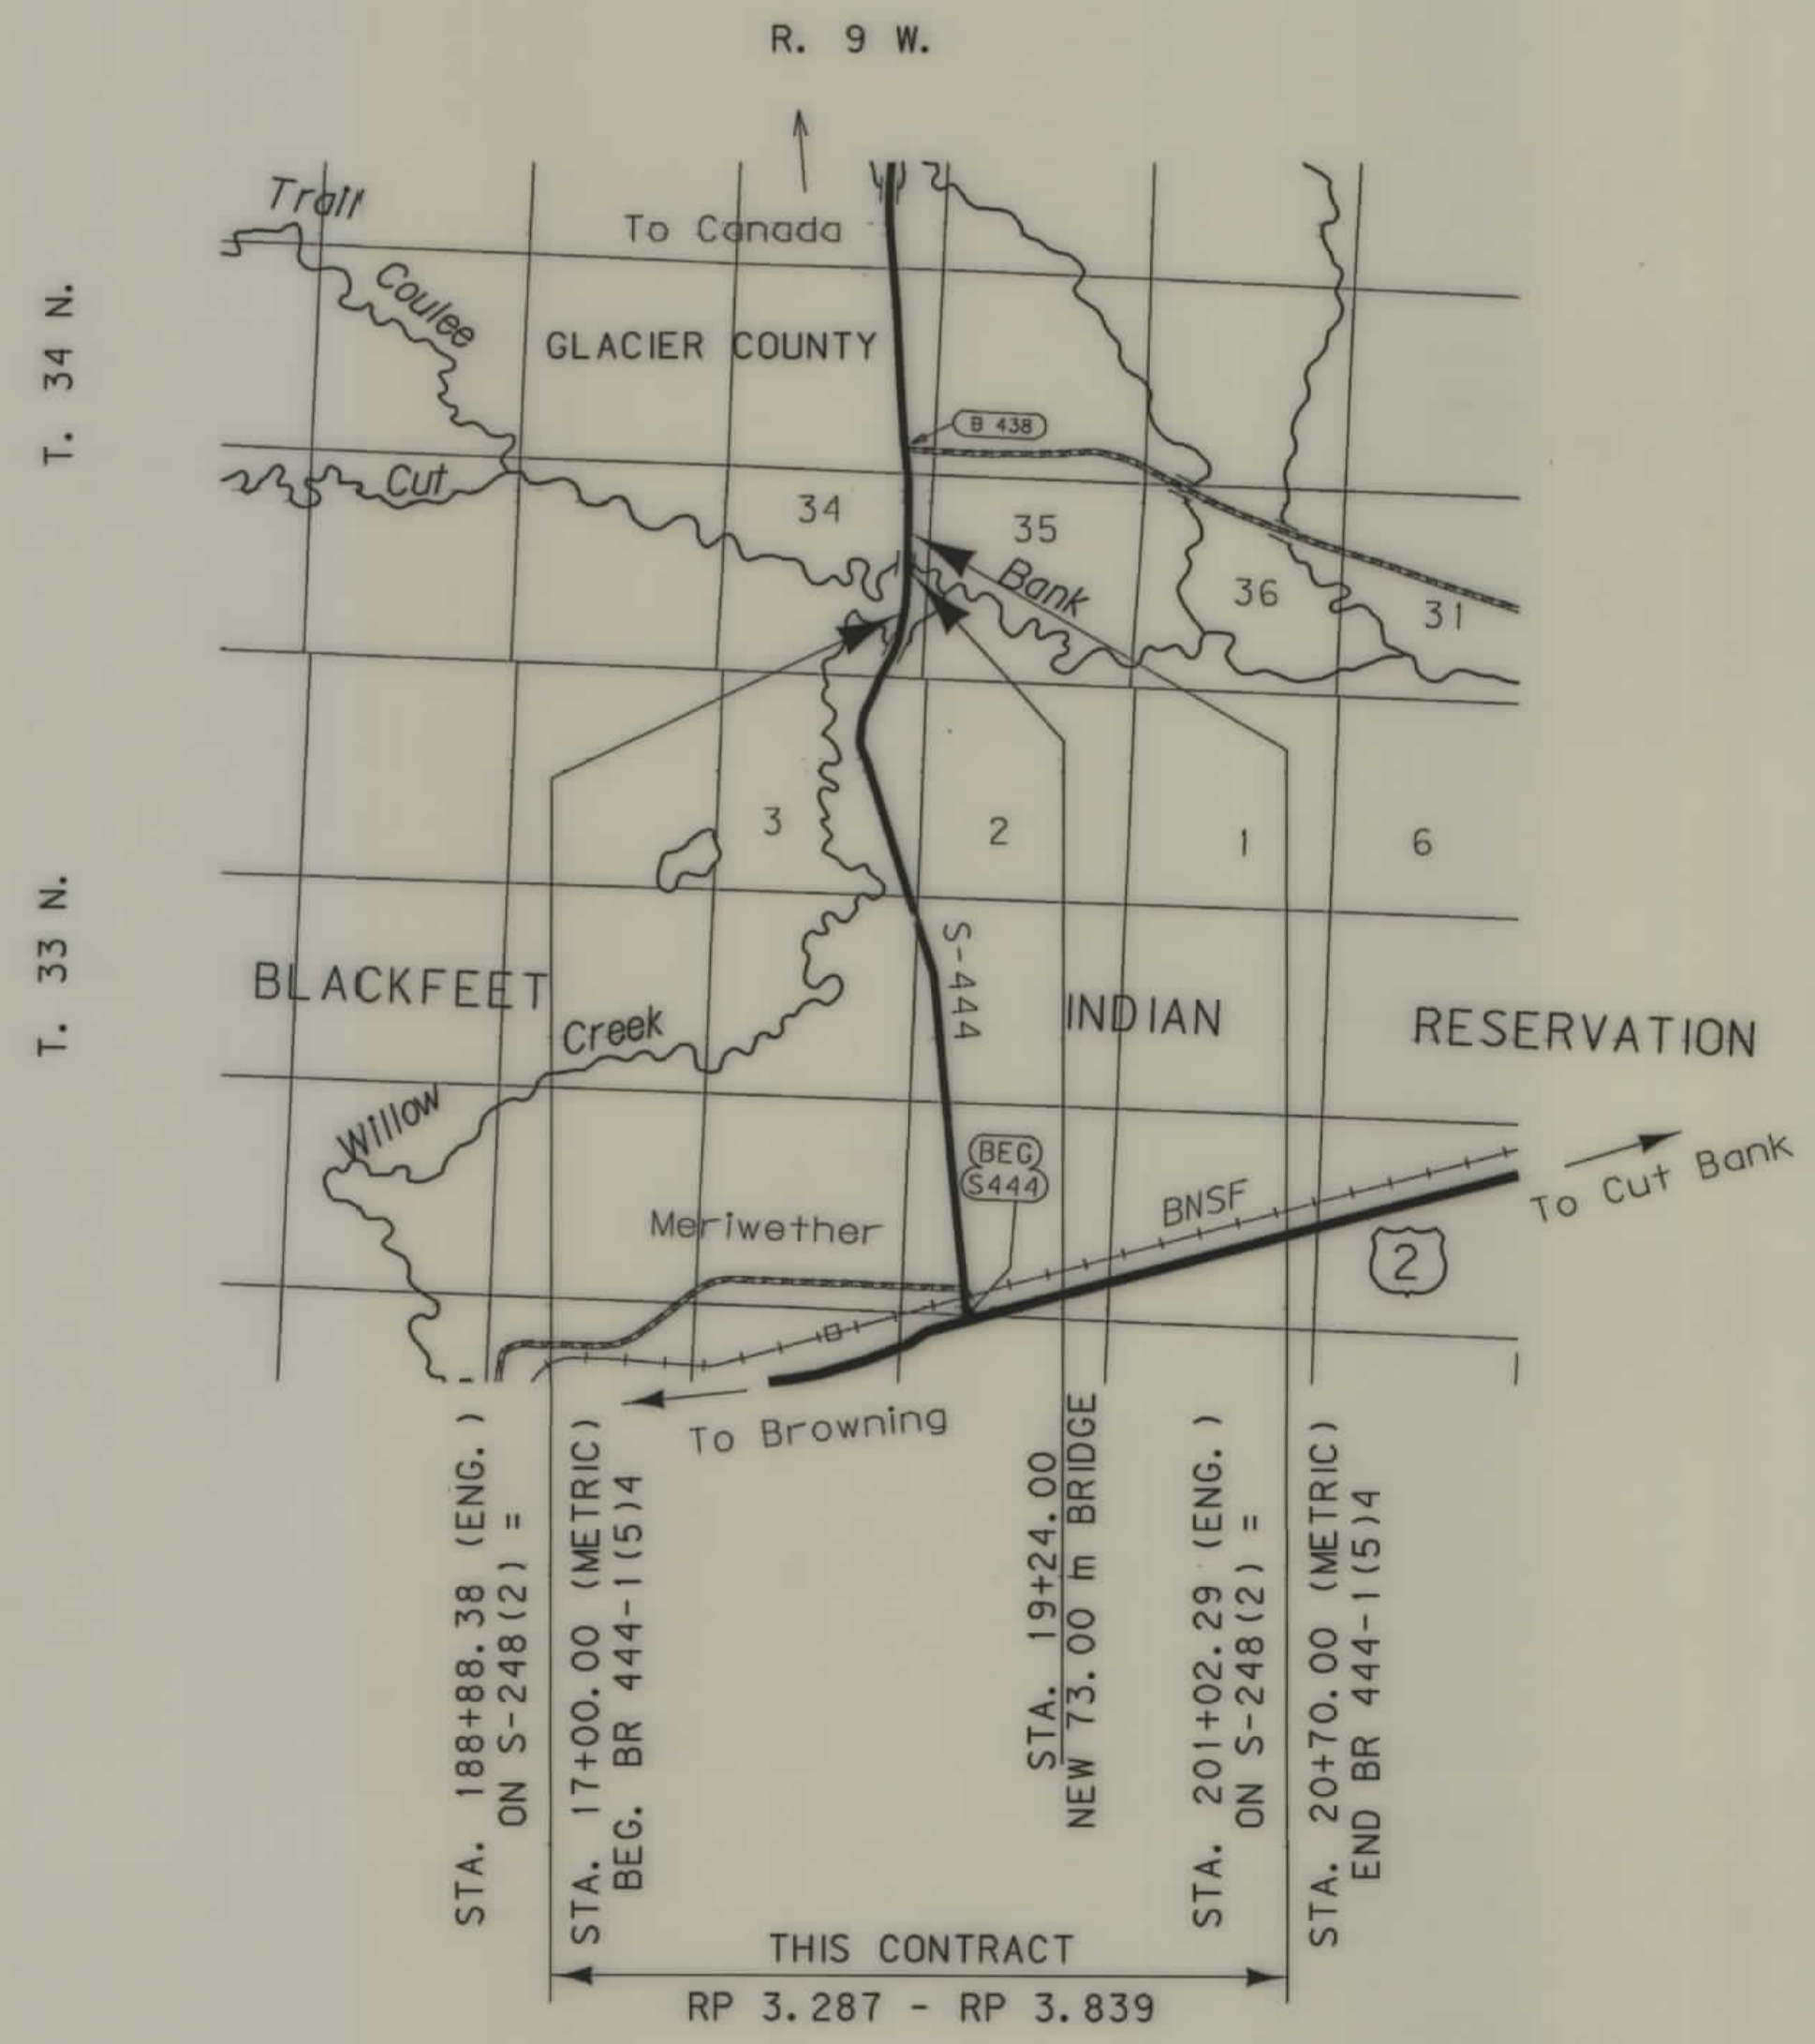 R. 9 W.
To Canada
Trail
Coulee
T. 34 N.
GLACIER COUNTY
B 438
Cut
34
35
Bank
36
31
3
2
1
6
T. 33 N.
S-444
BLACKFEET
INDIAN
RESERVATION
Creek
Willow
BEG
S444
To Cut Bank
BNSF
Meriwether
2
To Browning
STA. 188+88.38 (ENG. )
ON S-248(2) =
STA. 17+00.00 (METRIC)
BEG. BR 444-1(5)4
STA. 19+24.00
NEW 73.00 m BRIDGE
STA. 201+02.29 (ENG. )
ON S-248(2) =
STA. 20+70.00 (METRIC)
END BR 444-1(5)4
THIS CONTRACT
RP 3.287 - RP 3.839